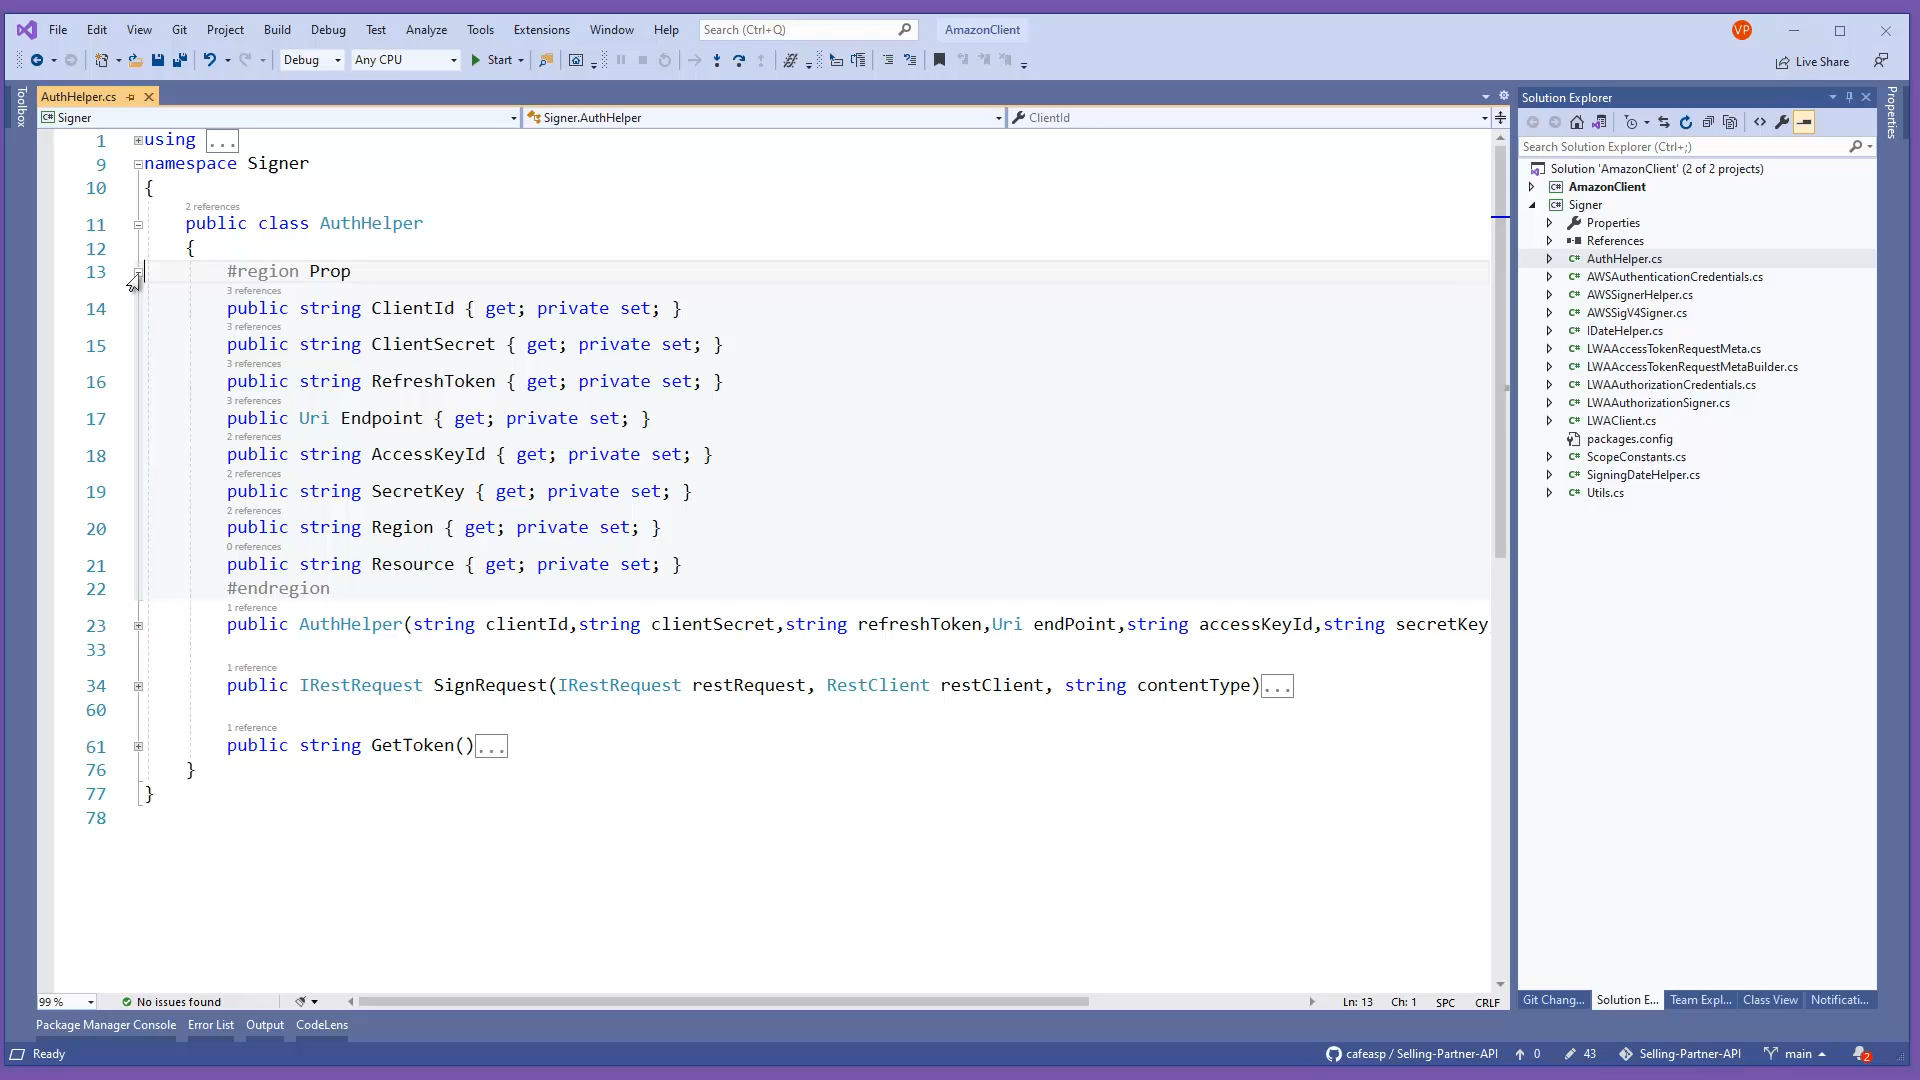 File Edit View Git Project Build Debug Test Analyze Tools Extensions Window Help Search (Ctrl+Q) AmazonClient VP
Debug Any CPU Start Live Share
Toolbox
AuthHelper.cs
Signer Signer.AuthHelper ClientId
1 using ...
9 namespace Signer
10 {
2 references
11 public class AuthHelper
12 {
13 #region Prop
3 references
14 public string ClientId { get; private set; }
3 references
15 public string ClientSecret { get; private set; }
3 references
16 public string RefreshToken { get; private set; }
3 references
17 public Uri Endpoint { get; private set; }
2 references
18 public string AccessKeyId { get; private set; }
2 references
19 public string SecretKey { get; private set; }
2 references
20 public string Region { get; private set; }
0 references
21 public string Resource { get; private set; }
22 #endregion
1 reference
23 public AuthHelper(string clientId,string clientSecret,string refreshToken,Uri endPoint,string accessKeyId,string secretKey
33
1 reference
34 public IRestRequest SignRequest(IRestRequest restRequest, RestClient restClient, string contentType)...
60
1 reference
61 public string GetToken()...
76 }
77 }
78
99 % No issues found Ln: 13 Ch: 1 SPC CRLF
Solution Explorer
Search Solution Explorer (Ctrl+;)
Solution 'AmazonClient' (2 of 2 projects)
C# AmazonClient
C# Signer
Properties
References
C# AuthHelper.cs
C# AWSAuthenticationCredentials.cs
C# AWSSignerHelper.cs
C# AWSSigV4Signer.cs
C# IDateHelper.cs
C# LWAAccessTokenRequestMeta.cs
C# LWAAccessTokenRequestMetaBuilder.cs
C# LWAAuthorizationCredentials.cs
C# LWAAuthorizationSigner.cs
C# LWAClient.cs
packages.config
C# ScopeConstants.cs
C# SigningDateHelper.cs
C# Utils.cs
Git Chang... Solution E... Team Expl... Class View Notificati...
Properties
Package Manager Console Error List Output CodeLens
Ready cafeasp / Selling-Partner-API 0 43 Selling-Partner-API main 2